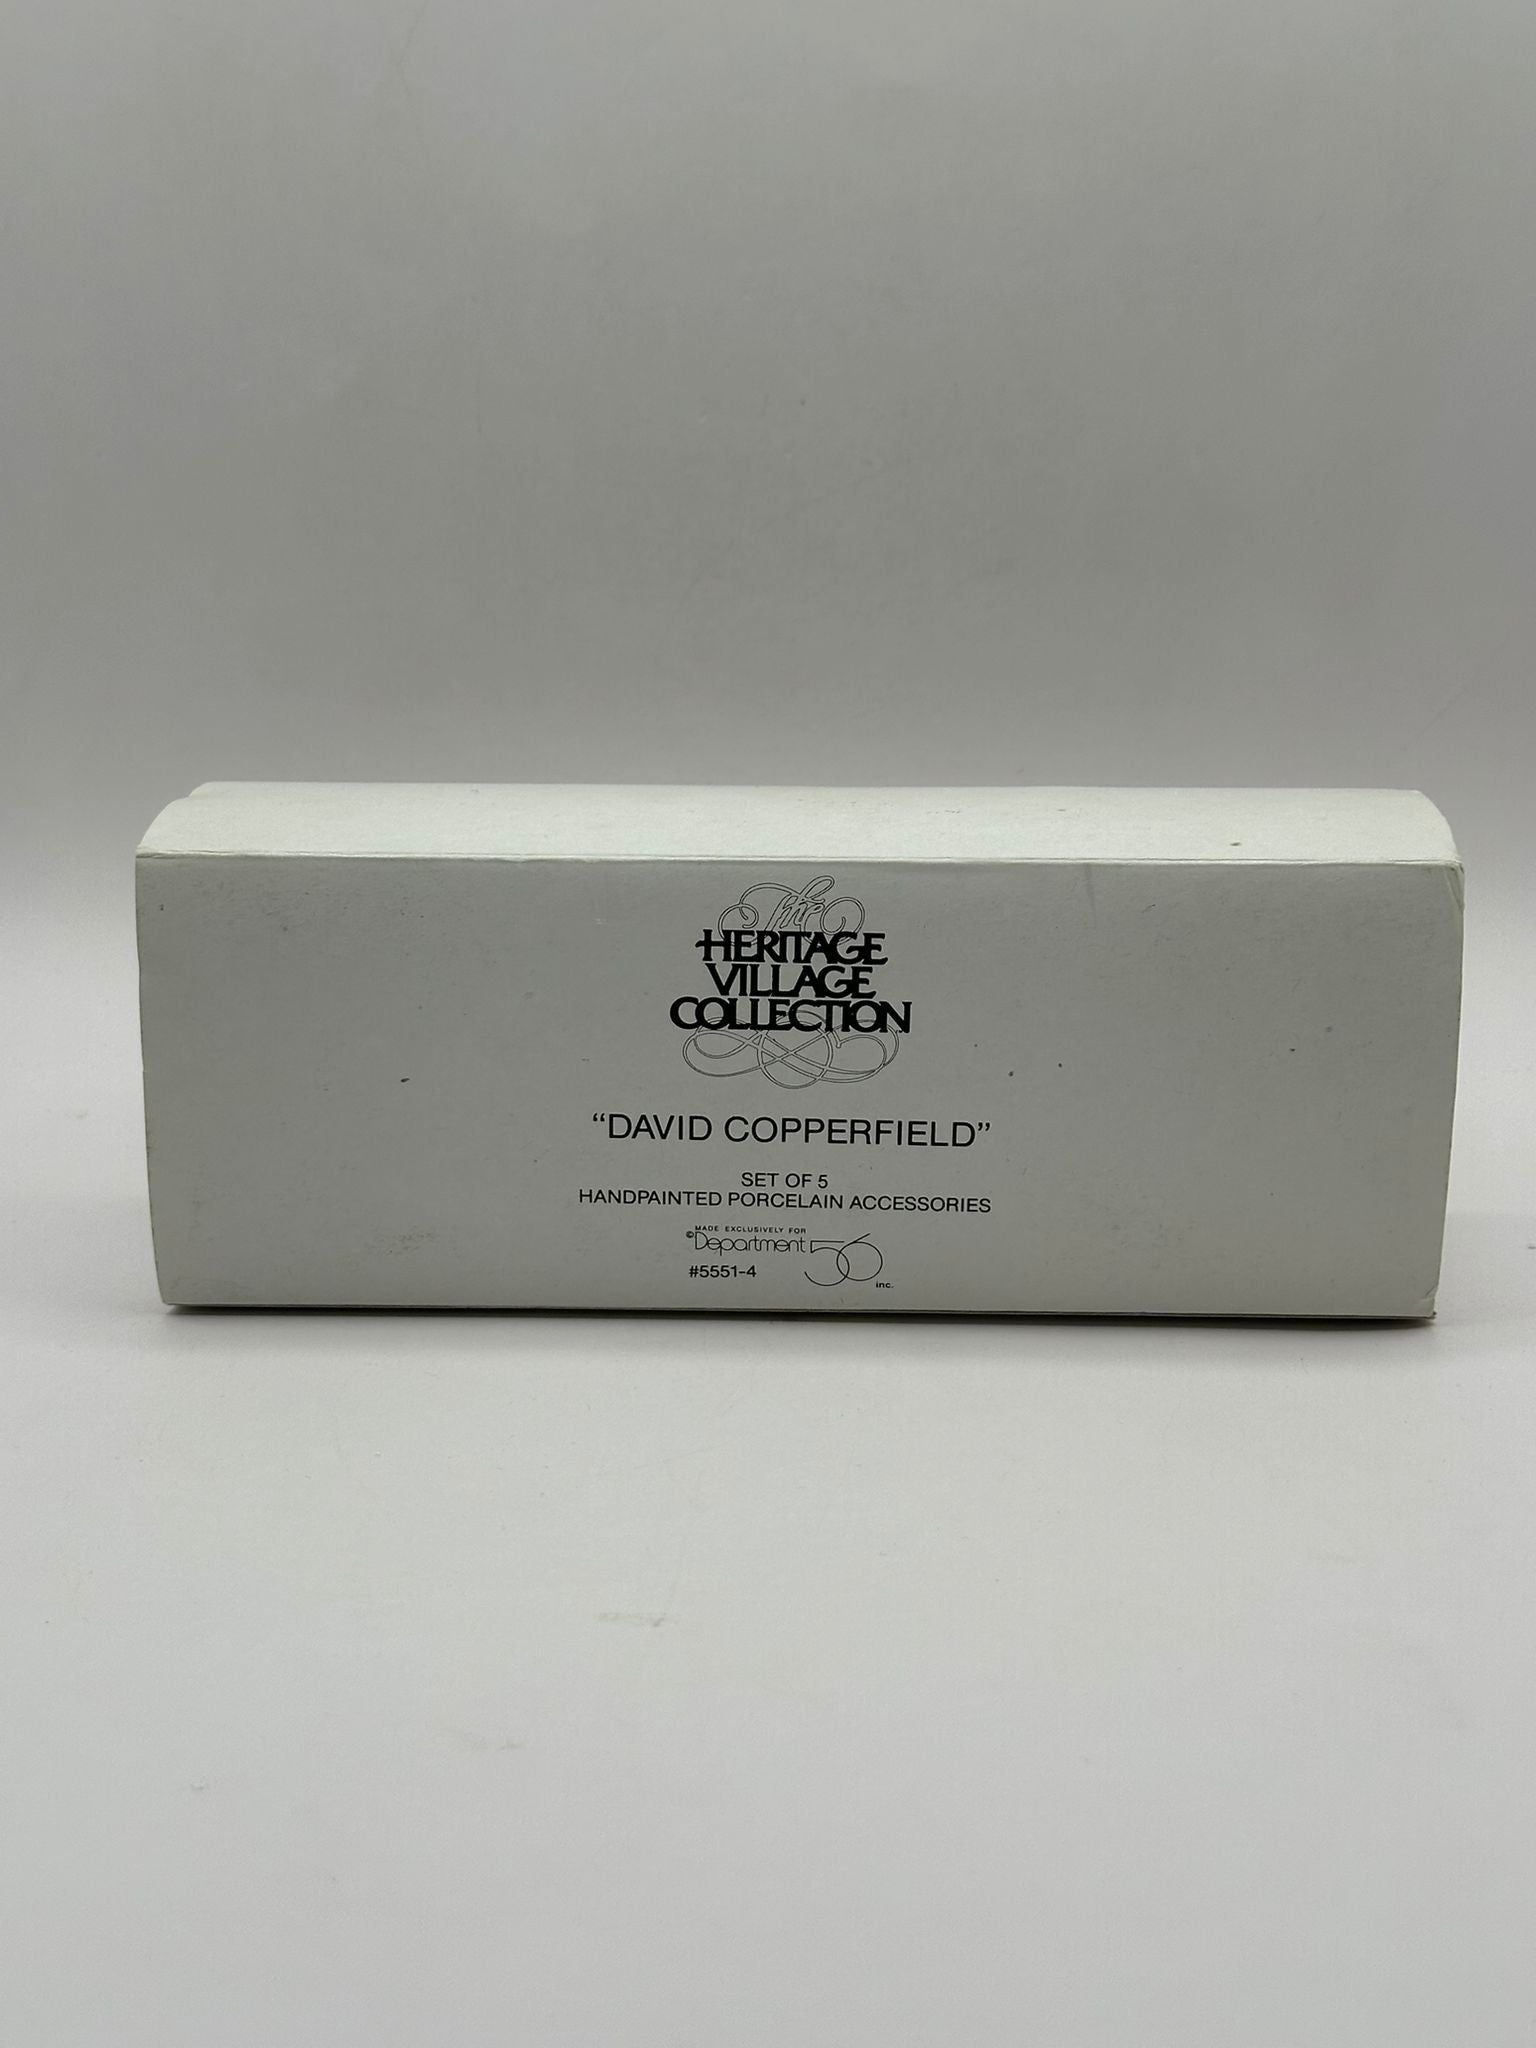 The
HERITAGE
VILLAGE
COLLECTION
“DAVID COPPERFIELD”
SET OF 5
HANDPAINTED PORCELAIN ACCESSORIES
MADE EXCLUSIVELY FOR
©Department 56
#5551-4 inc.